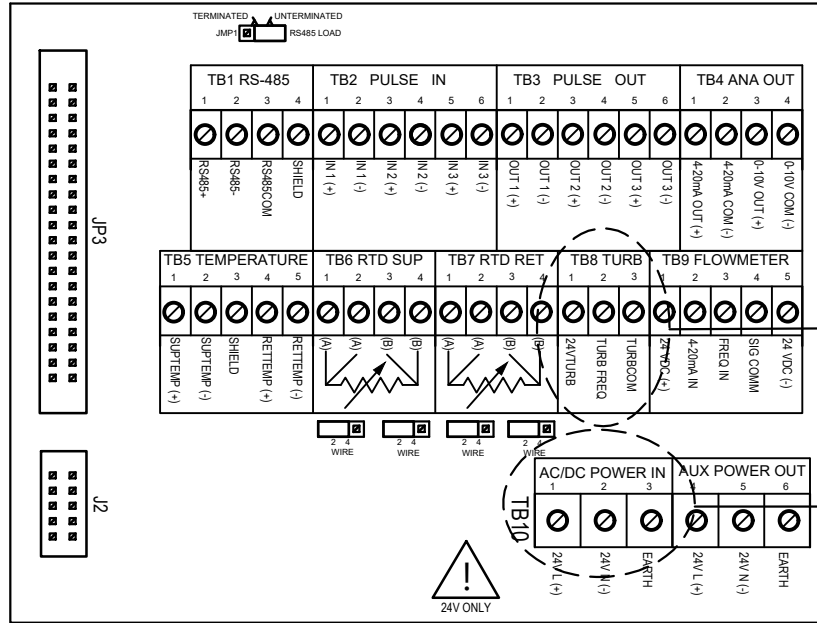 TERMINATED UNTERMINATED
JMP1 RS485 LOAD
TB1 RS-485 TB2 PULSE IN TB3 PULSE OUT TB4 ANA OUT
1 2 3 4 1 2 3 4 5 6 1 2 3 4 5 6 1 2 3 4
RS485+
RS485-
RS485COM
SHIELD
IN 1 (+)
IN 1 (-)
IN 2 (+)
IN 2 (-)
IN 3 (+)
IN 3 (-)
OUT 1 (+)
OUT 1 (-)
OUT 2 (+)
OUT 2 (-)
OUT 3 (+)
OUT 3 (-)
4-20mA OUT (+)
4-20mA COM (-)
0-10V OUT (+)
0-10V COM (-)
JP3
TB5 TEMPERATURE TB6 RTD SUP TB7 RTD RET TB8 TURB TB9 FLOWMETER
1 2 3 4 5 1 2 3 4 1 2 3 4 1 2 3 1 2 3 4 5
SUPTEMP (+)
SUPTEMP (-)
SHIELD
RETTEMP (+)
RETTEMP (-)
(A)
(A)
(B)
(B)
(A)
(A)
(B)
(B)
24VTURB
TURB FREQ
TURBCOM
24 VDC (+)
4-20mA IN
FREQ IN
SIG COMM
24 VDC (-)
2 4 2 4 2 4 2 4
WIRE WIRE WIRE WIRE
J2
TB10
AC/DC POWER IN AUX POWER OUT
1 2 3 4 5 6
24V L (+)
24V N (-)
EARTH
24V L (+)
24V N (-)
EARTH
!
24V ONLY